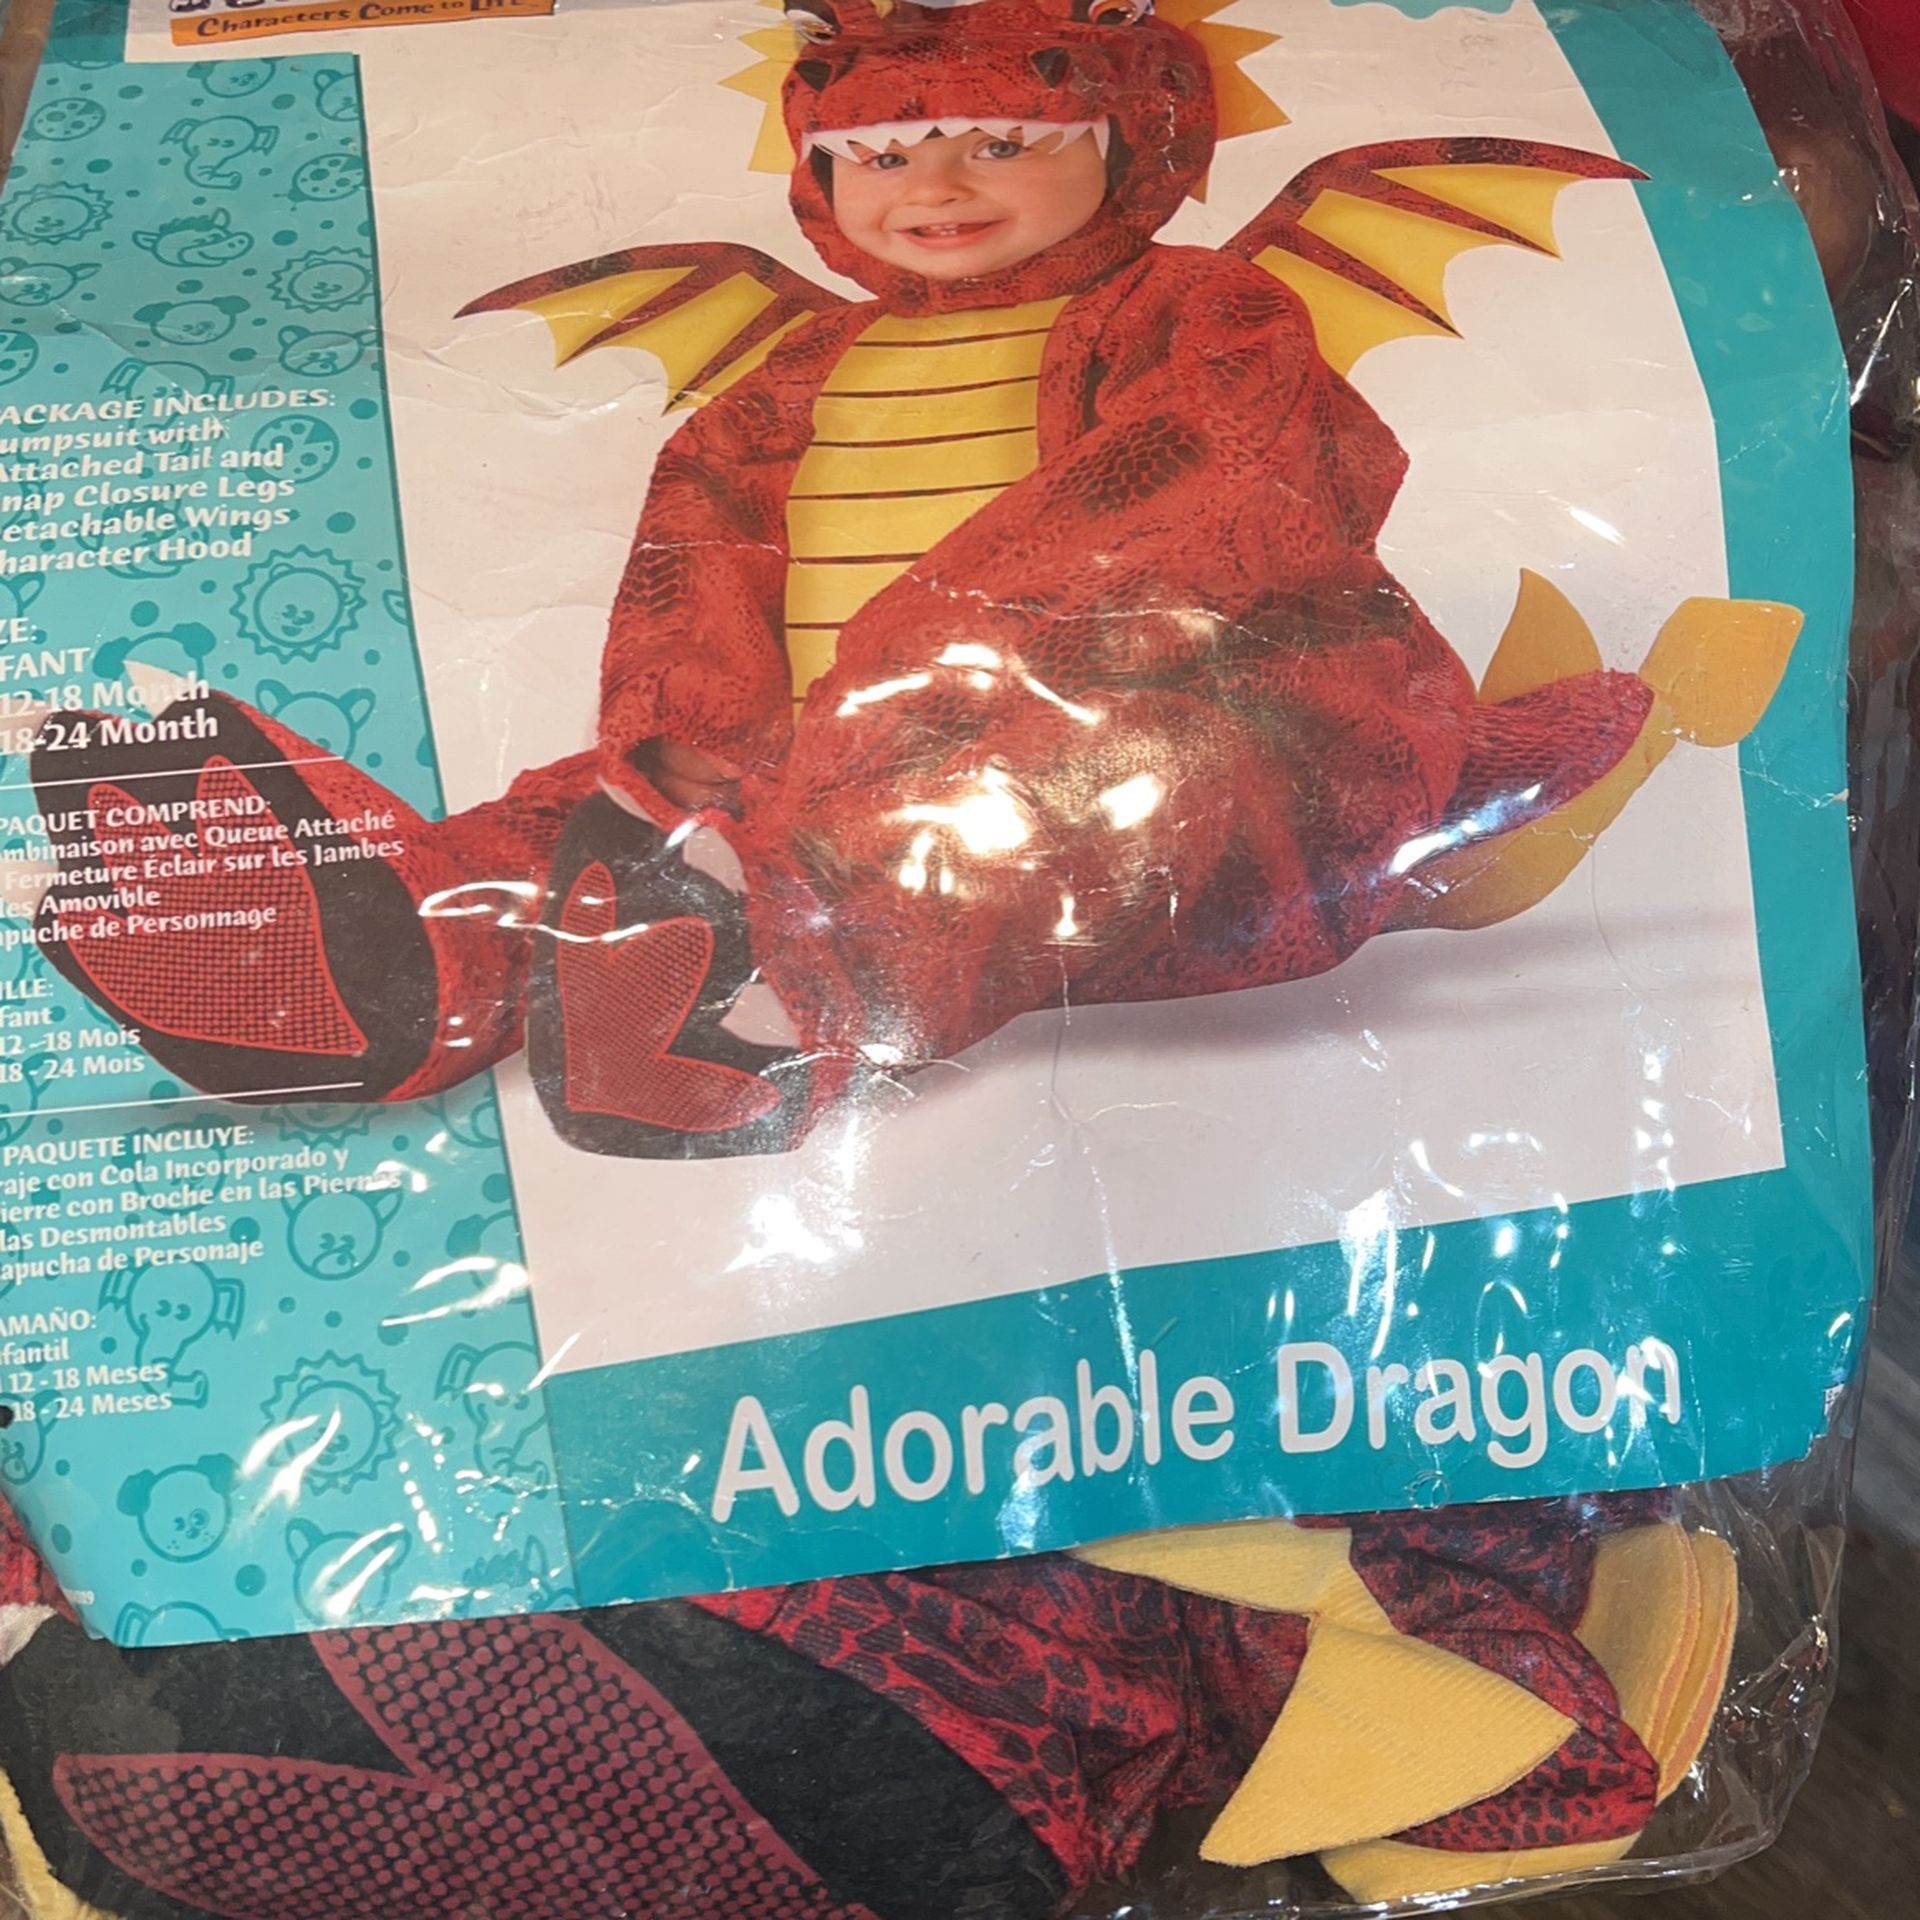 Characters Come to Life
ACKAGE INCLUDES:
umpsuit with
Attached Tail and
nap Closure Legs
etachable Wings
haracter Hood
ZE:
FANT
12-18 Month
18-24 Month
PAQUET COMPREND:
mbinaison avec Queue Attaché
Fermeture Éclair sur les Jambes
les Amovible
apuche de Personnage
ILLE:
fant
12-18 Mois
18-24 Mois
PAQUETE INCLUYE:
raje con Cola Incorporado y
ierre con Broche en las Piernas
las Desmontables
apucha de Personaje
AMAÑO:
nfantil
12-18 Meses
18-24 Meses
Adorable Dragon